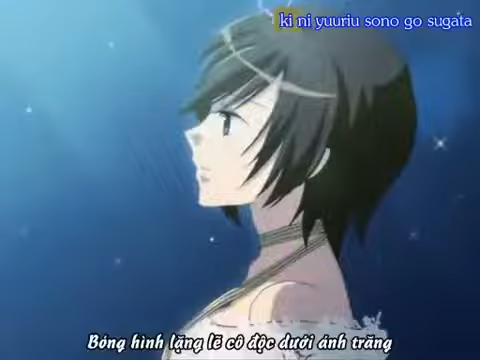 ki ni yuuriu sono go sugata
Bóng hình lặng lẽ cô độc dưới ánh trăng